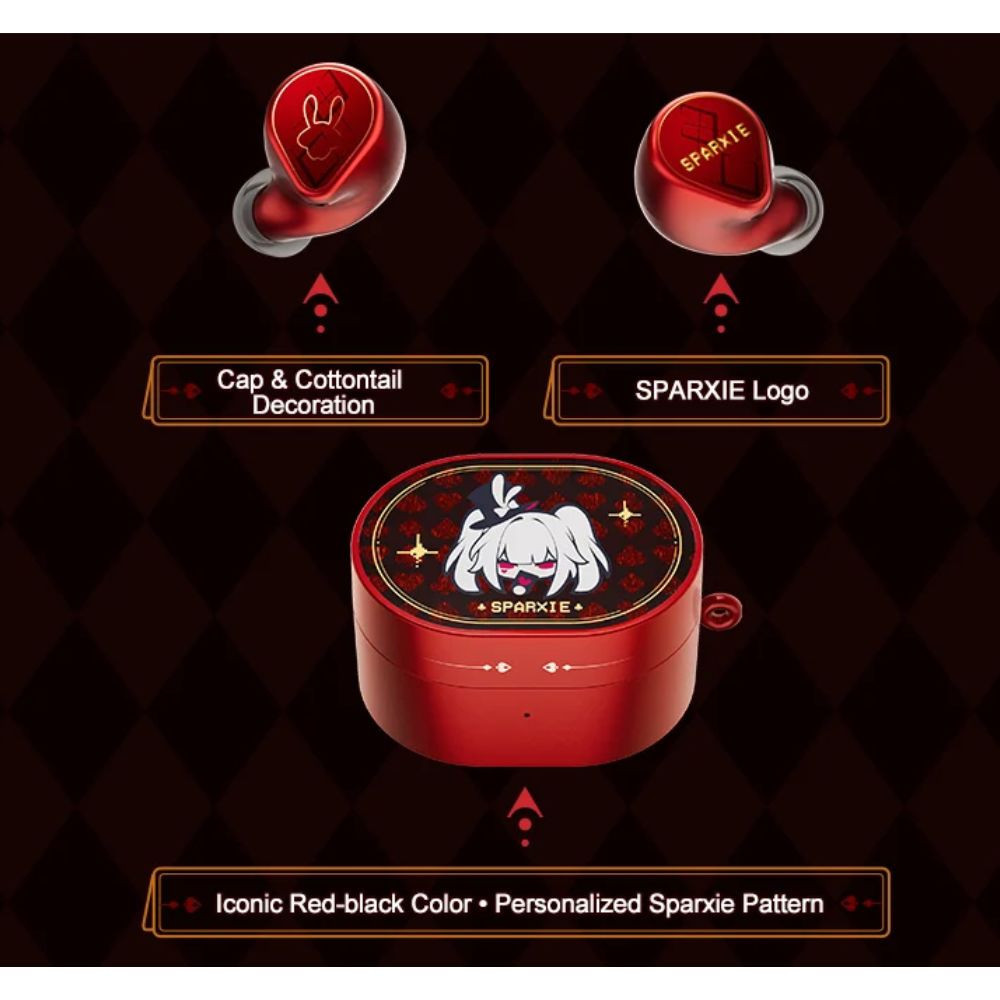 SPARXIE
Cap & Cottontail
Decoration
SPARXIE Logo
SPARXIE
Iconic Red-black Color • Personalized Sparxie Pattern